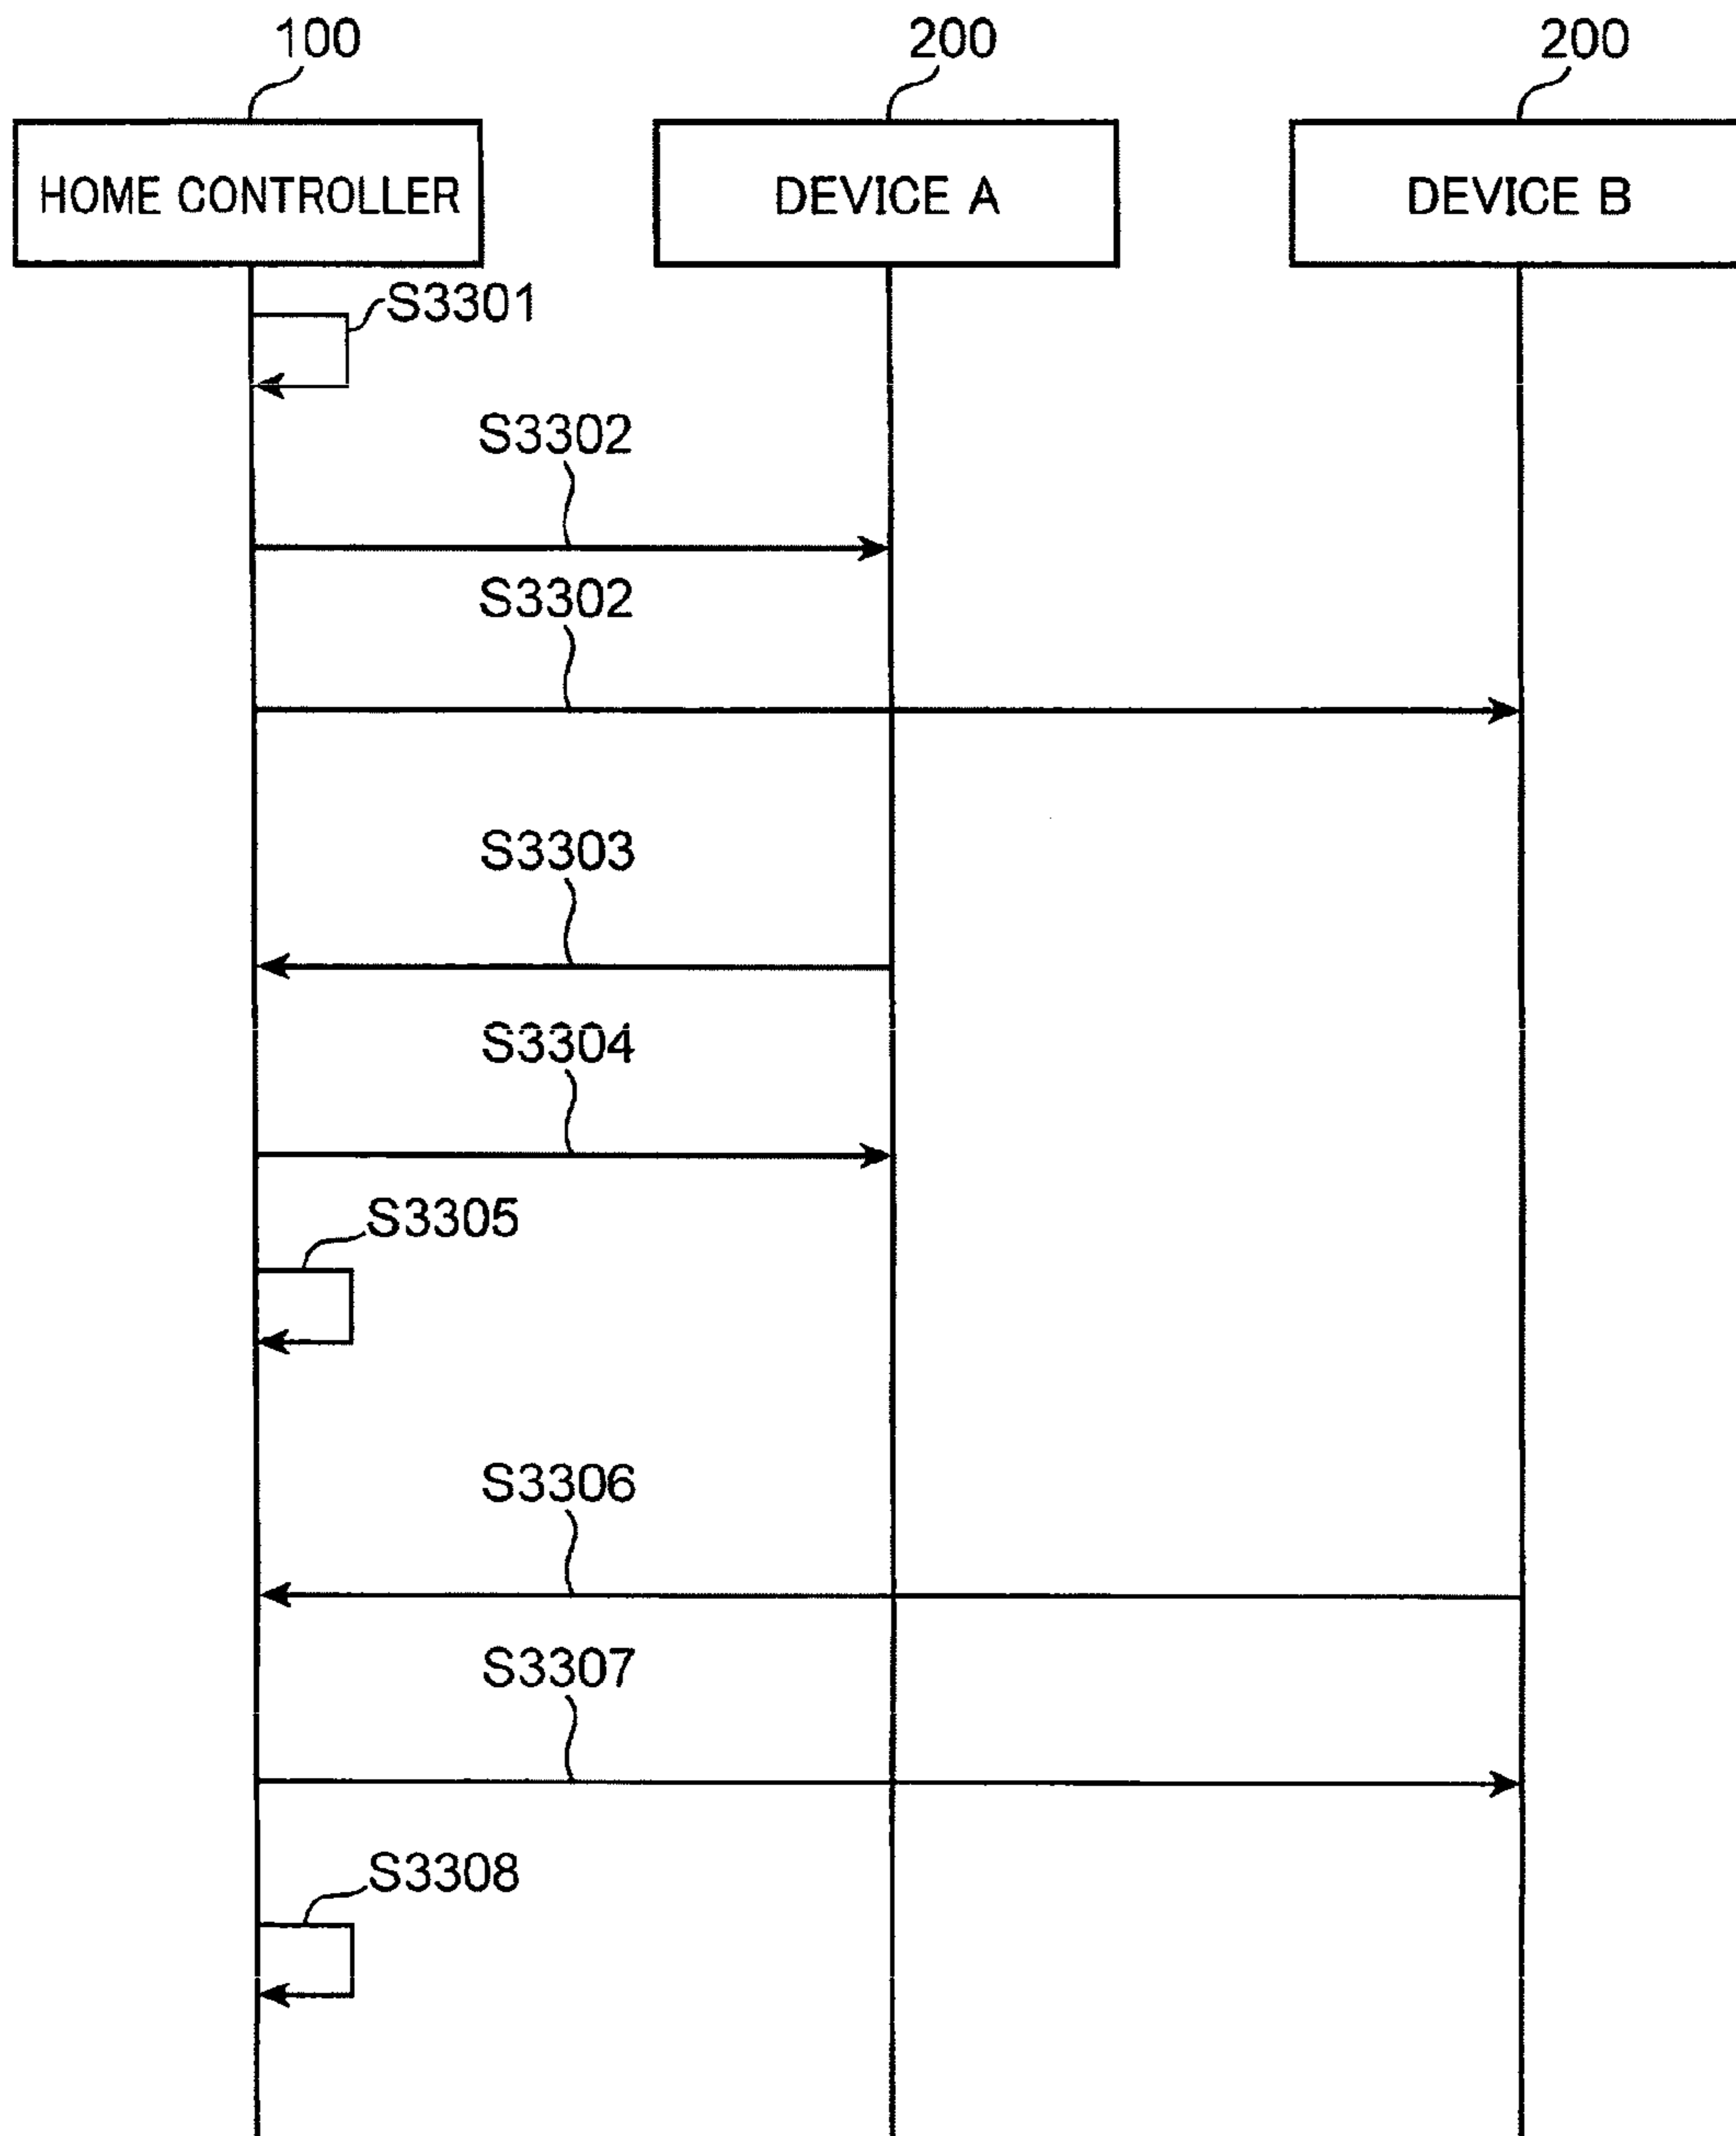 100
200
200
HOME CONTROLLER
DEVICE A
DEVICE B
S3301
S3302
S3302
S3303
S3304
S3305
S3306
S3307
S3308